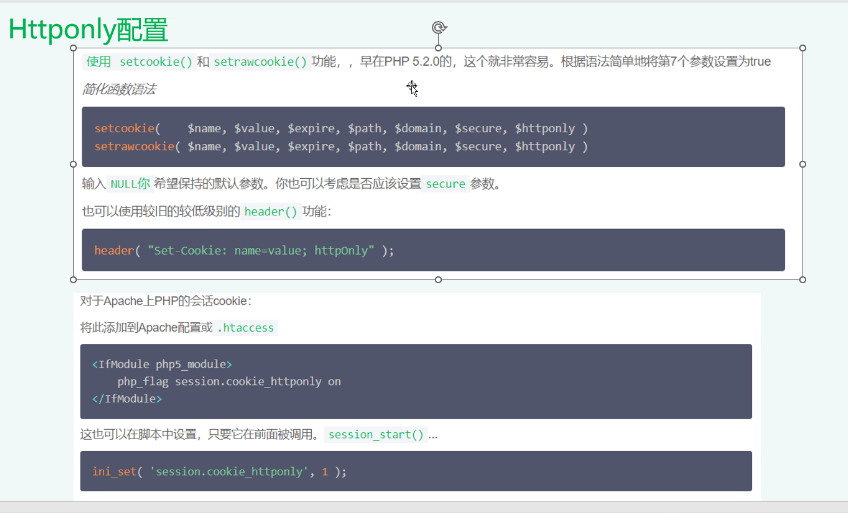 Httponly配置
使用 setcookie() 和 setrawcookie() 功能，，早在PHP 5.2.0的，这个就非常容易。根据语法简单地将第7个参数设置为true
简化函数语法
setcookie(    $name, $value, $expire, $path, $domain, $secure, $httponly )
setrawcookie( $name, $value, $expire, $path, $domain, $secure, $httponly )
输入 NULL你 希望保持的默认参数。你也可以考虑是否应该设置 secure 参数。
也可以使用较旧的较低级别的 header() 功能：
header( "Set-Cookie: name=value; httpOnly" );
对于Apache上PHP的会话cookie：
将此添加到Apache配置或 .htaccess
<IfModule php5_module>
    php_flag session.cookie_httponly on
</IfModule>
这也可以在脚本中设置，只要它在前面被调用。 session_start() ...
ini_set( 'session.cookie_httponly', 1 );